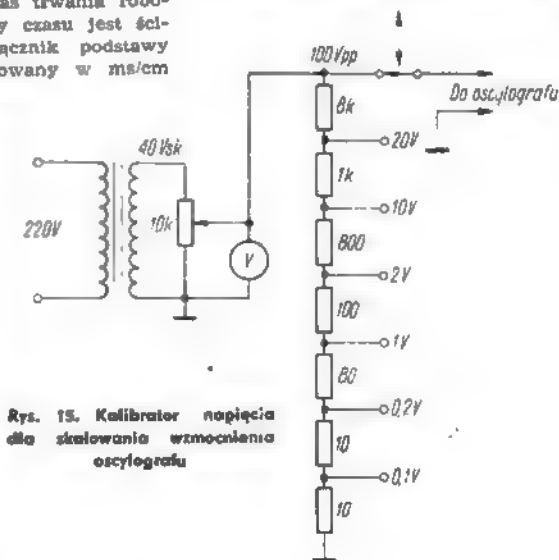 as trwania robo-
y czasu jest ści-
ącznik podstawy
owany w ms/cm
100Vpp
Do oscylografu
8k
20V
40Vsk
1k
10V
220V
10k
800
V
2V
100
1V
80
0,2V
10
0,1V
10
Rys. 15. Kalibrator napięcia
dla skalowania wzmocnienia
oscylografu